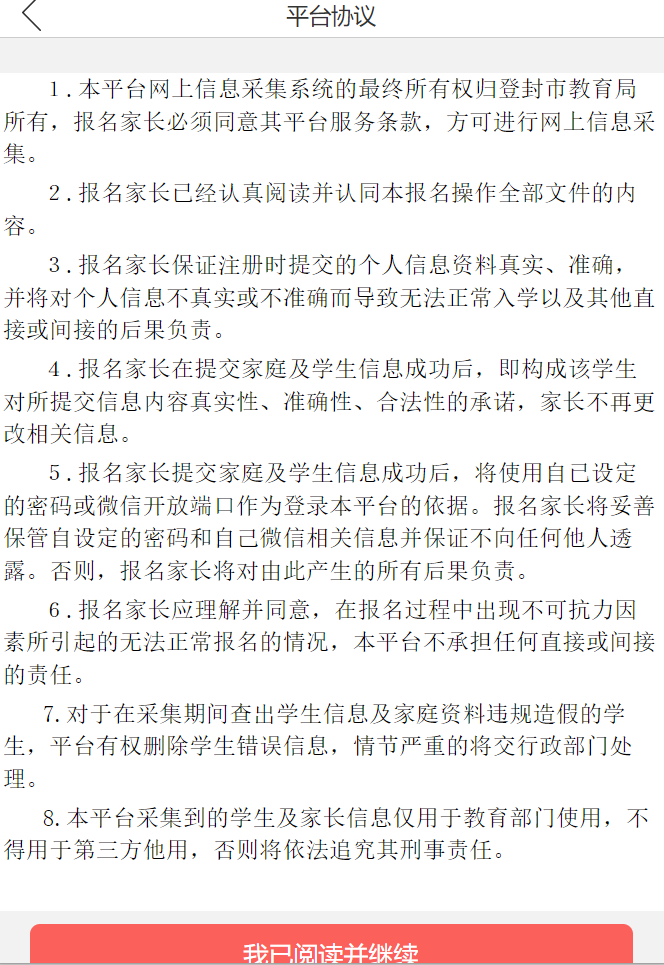 平台协议
1．本平台网上信息采集系统的最终所有权归登封市教育局
所有，报名家长必须同意其平台服务条款，方可进行网上信息采
集。
2．报名家长已经认真阅读并认同本报名操作全部文件的内
容。
3．报名家长保证注册时提交的个人信息资料真实、准确，
并将对个人信息不真实或不准确而导致无法正常入学以及其他直
接或间接的后果负责。
4．报名家长在提交家庭及学生信息成功后，即构成该学生
对所提交信息内容真实性、准确性、合法性的承诺，家长不再更
改相关信息。
5．报名家长提交家庭及学生信息成功后，将使用自已设定
的密码或微信开放端口作为登录本平台的依据。报名家长将妥善
保管自设定的密码和自己微信相关信息并保证不向任何他人透
露。否则，报名家长将对由此产生的所有后果负责。
6．报名家长应理解并同意，在报名过程中出现不可抗力因
素所引起的无法正常报名的情况，本平台不承担任何直接或间接
的责任。
7.对于在采集期间查出学生信息及家庭资料违规造假的学
生，平台有权删除学生错误信息，情节严重的将交行政部门处
理。
8.本平台采集到的学生及家长信息仅用于教育部门使用，不
得用于第三方他用，否则将依法追究其刑事责任。
我已阅读并继续